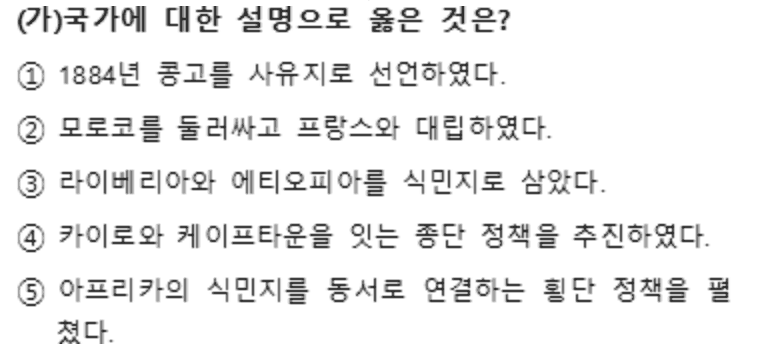 (가)국가에 대한 설명으로 옳은 것은?
① 1884년 콩고를 사유지로 선언하였다.
② 모로코를 둘러싸고 프랑스와 대립하였다.
③ 라이베리아와 에티오피아를 식민지로 삼았다.
④ 카이로와 케이프타운을 잇는 종단 정책을 추진하였다.
⑤ 아프리카의 식민지를 동서로 연결하는 횡단 정책을 펼
쳤다.